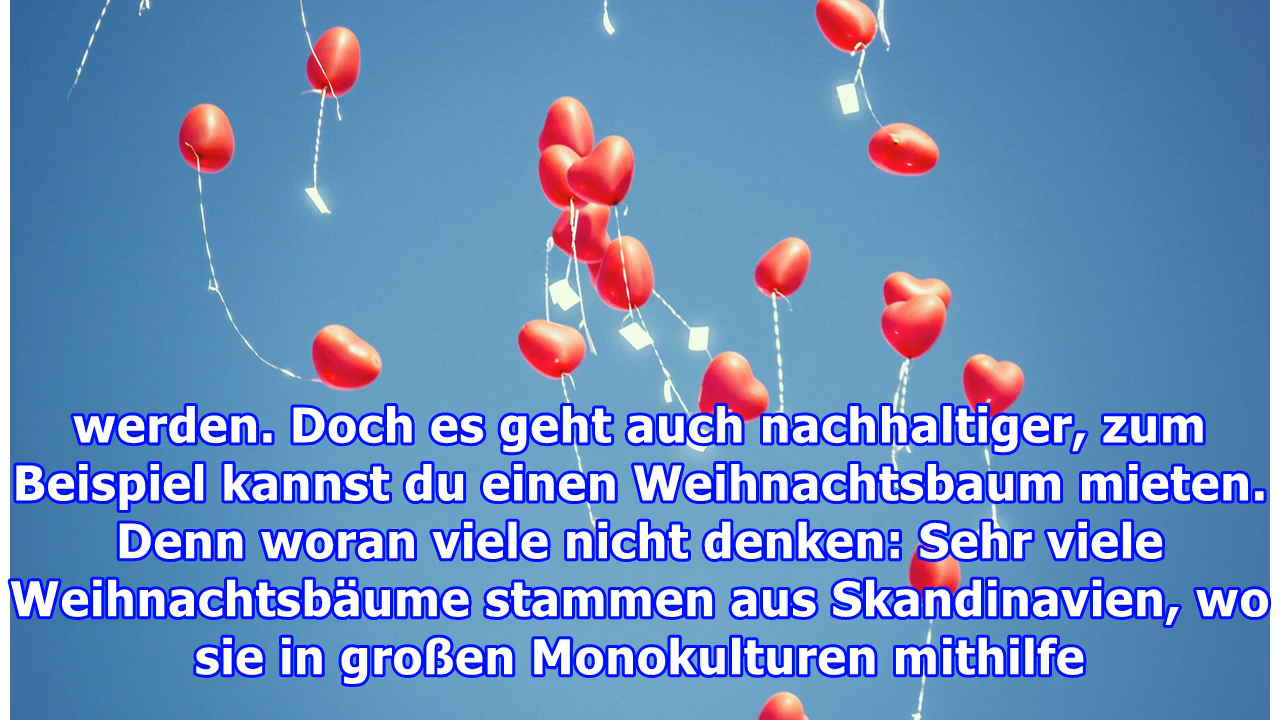 werden. Doch es geht auch nachhaltiger, zum
Beispiel kannst du einen Weihnachtsbaum mieten.
Denn woran viele nicht denken: Sehr viele
Weihnachtsbäume stammen aus Skandinavien, wo
sie in großen Monokulturen mithilfe